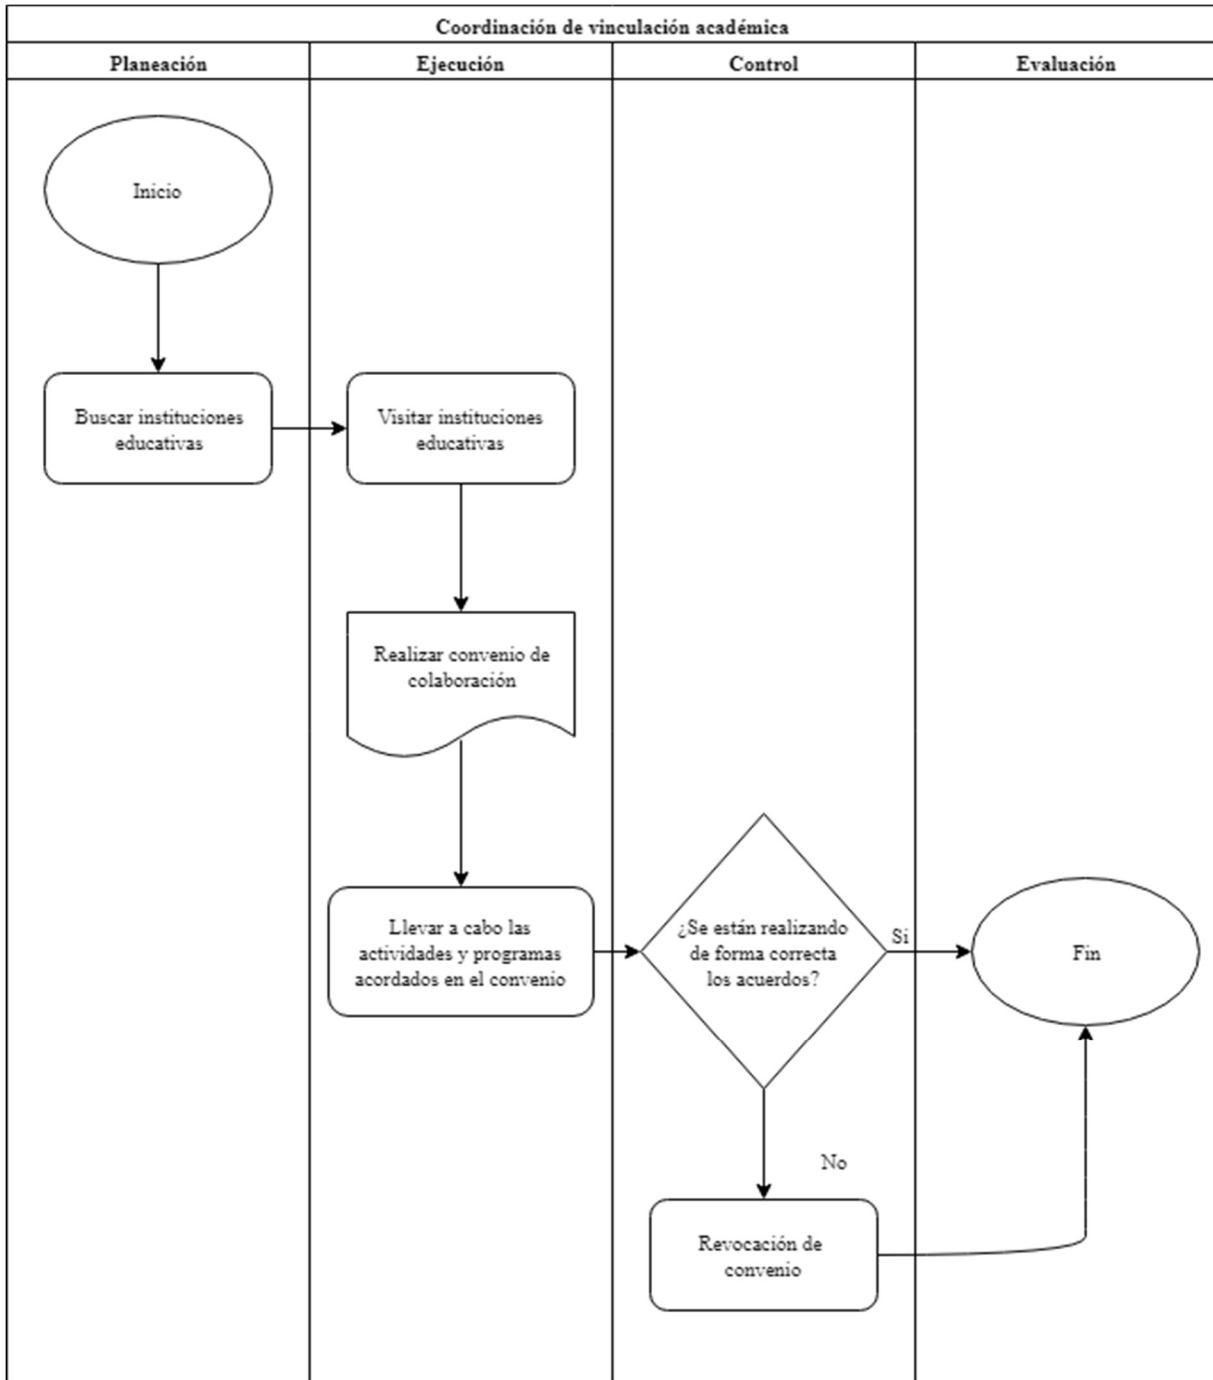 Coordinación de vinculación académica
Planeación
Ejecución
Control
Evaluación
Inicio
Buscar instituciones
educativas
Visitar instituciones
educativas
Realizar convenio de
colaboración
Llevar a cabo las
actividades y programas
acordados en el convenio
¿Se están realizando
de forma correcta
los acuerdos?
Si
Fin
No
Revocación de
convenio